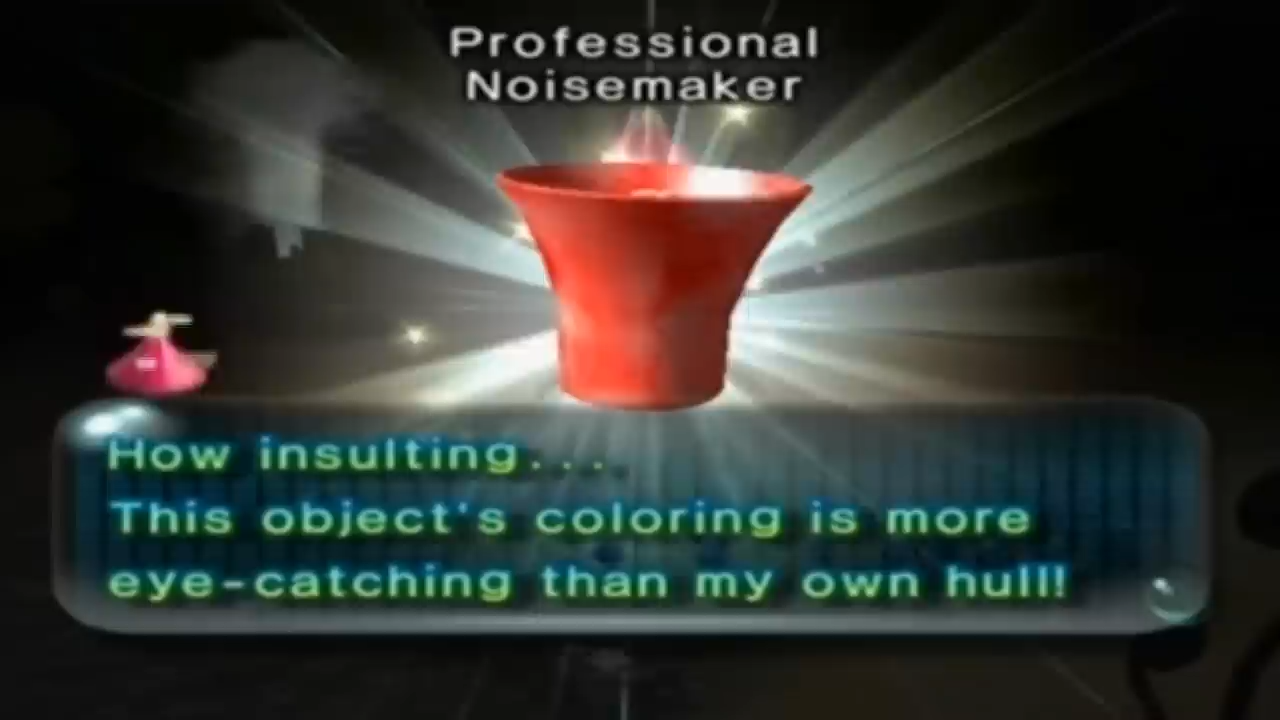 Professional
Noisemaker
How insulting...
This object's coloring is more
eye-catching than my own hull!